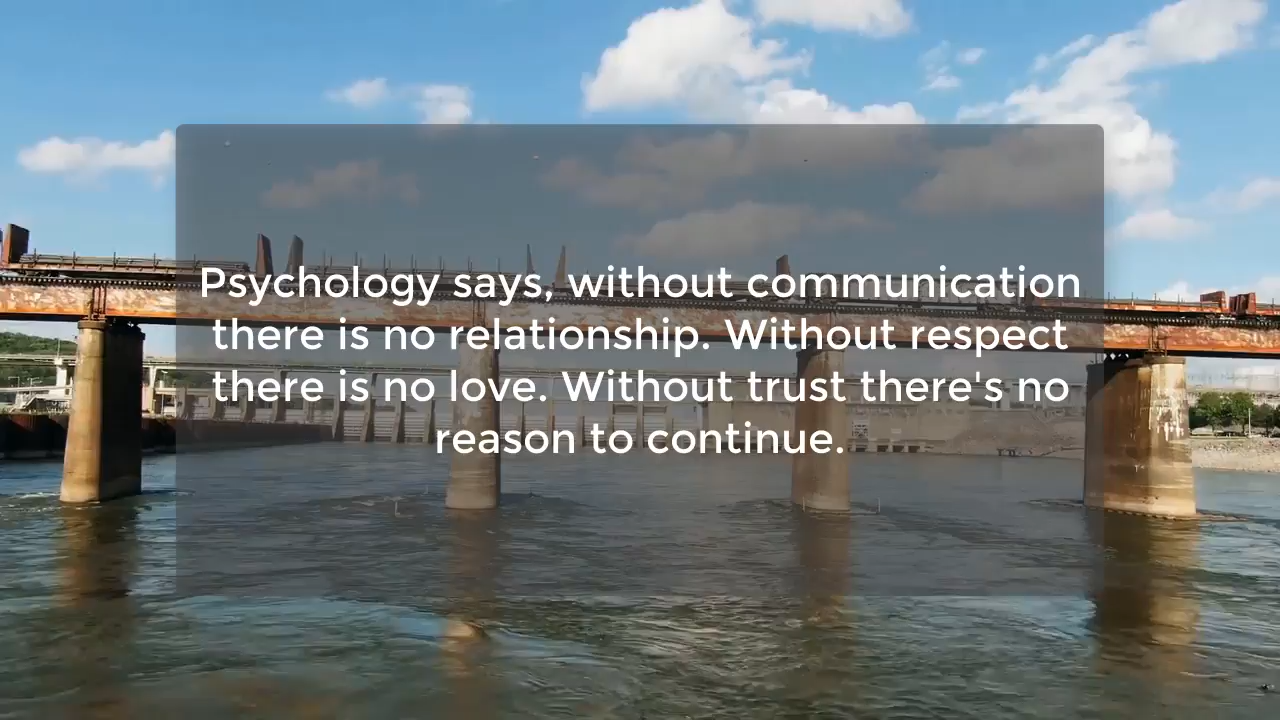 Psychology says, without communication
there is no relationship. Without respect
there is no love. Without trust there's no
reason to continue.